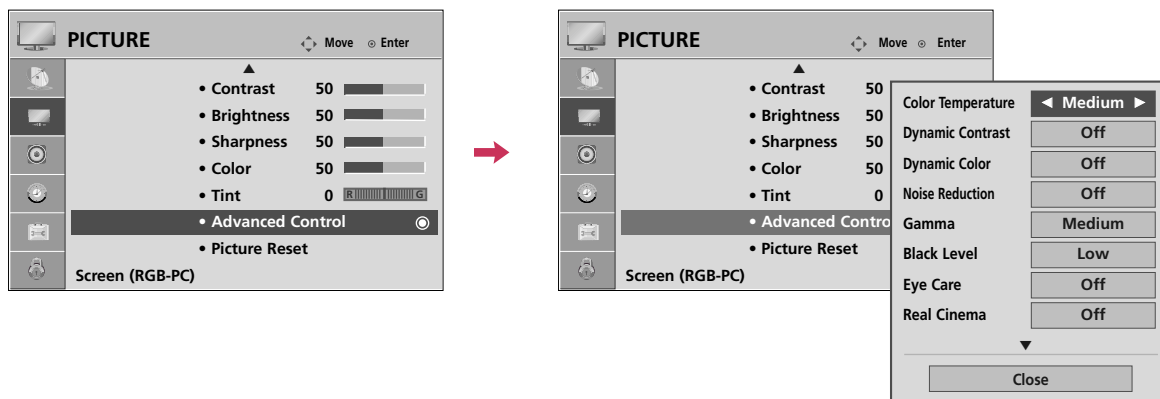 PICTURE Move Enter
• Contrast 50
• Brightness 50
• Sharpness 50
• Color 50
• Tint 0 R G
• Advanced Control
• Picture Reset
Screen (RGB-PC)
PICTURE Move Enter
• Contrast 50
• Brightness 50
• Sharpness 50
• Color 50
• Tint 0
• Advanced Contro
• Picture Reset
Screen (RGB-PC)
Color Temperature ◀ Medium ▶
Dynamic Contrast Off
Dynamic Color Off
Noise Reduction Off
Gamma Medium
Black Level Low
Eye Care Off
Real Cinema Off
Close